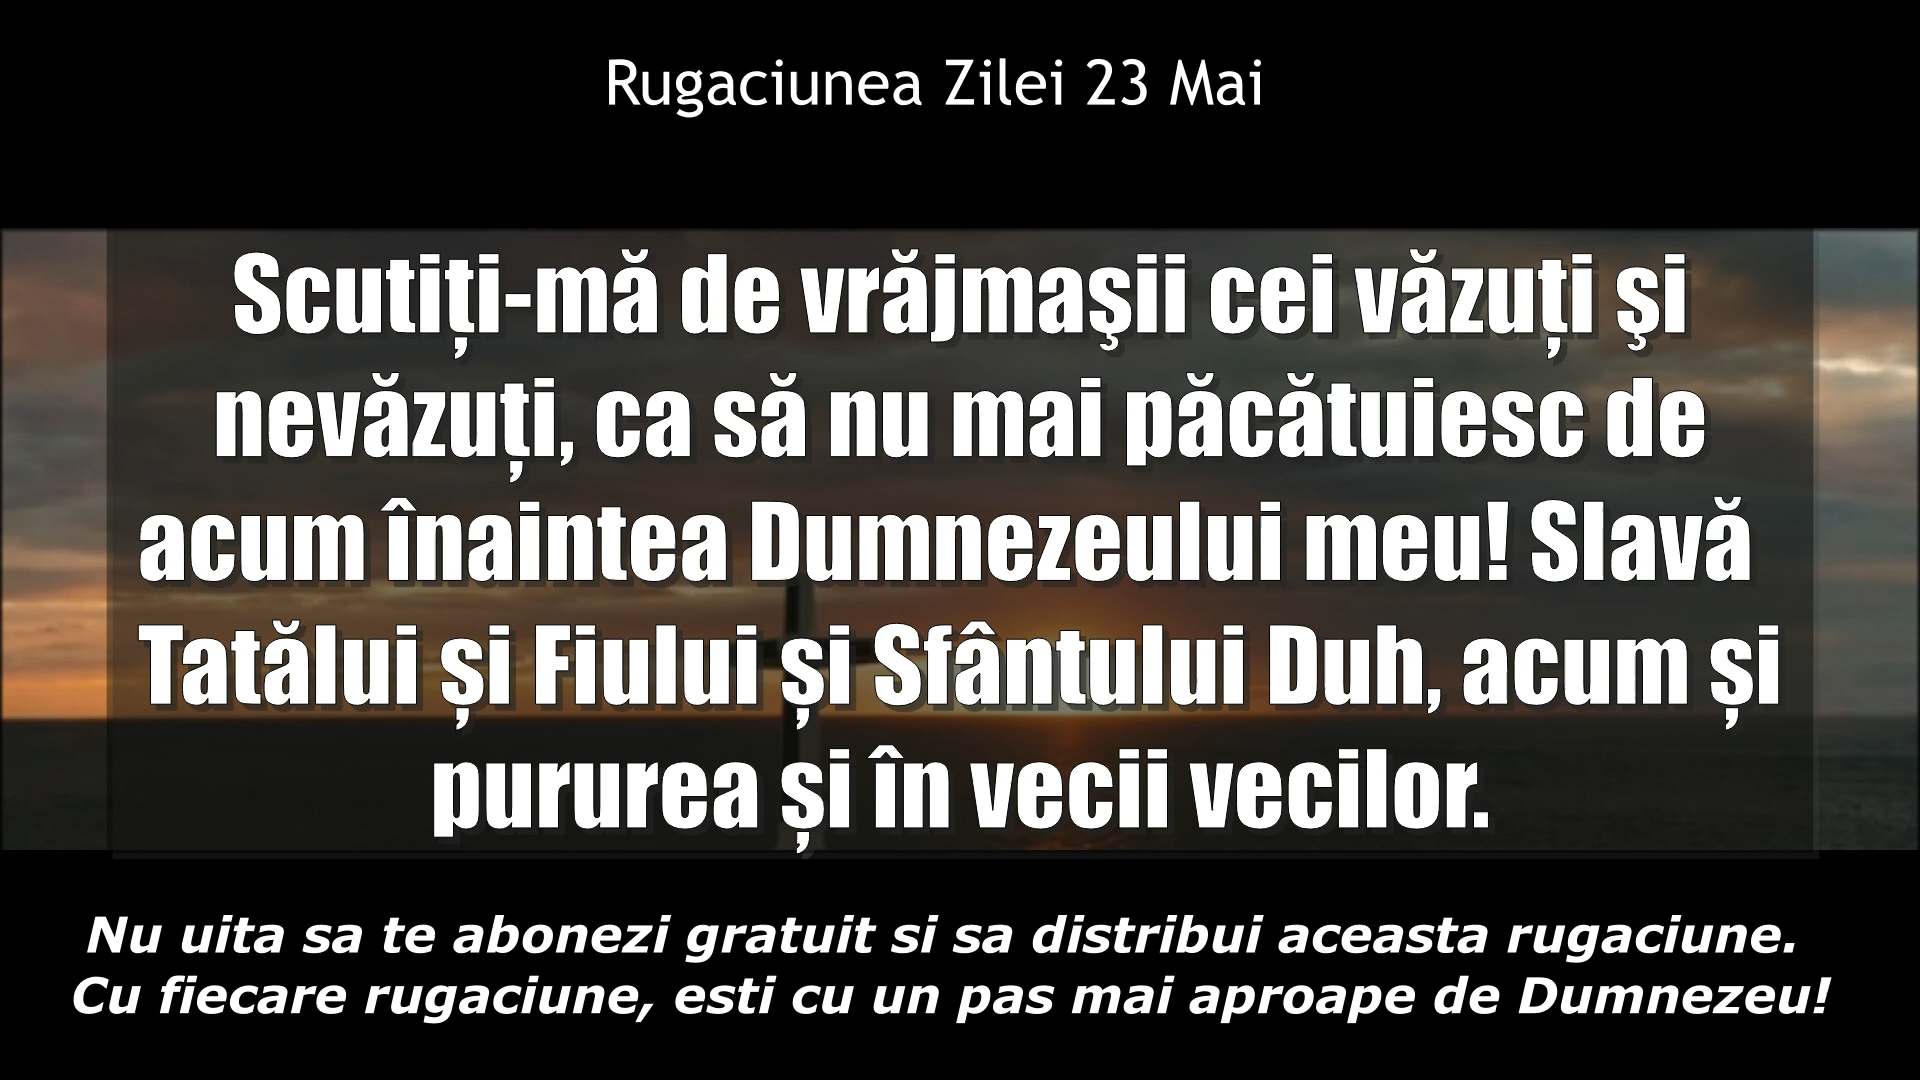 Rugaciunea Zilei 23 Mai
Scutiți-mă de vrăjmaşii cei văzuți şi
nevăzuți, ca să nu mai păcătuiesc de
acum înaintea Dumnezeului meu! Slavă
Tatălui și Fiului și Sfântului Duh, acum și
pururea și în vecii vecilor.
Nu uita sa te abonezi gratuit si sa distribui aceasta rugaciune.
Cu fiecare rugaciune, esti cu un pas mai aproape de Dumnezeu!